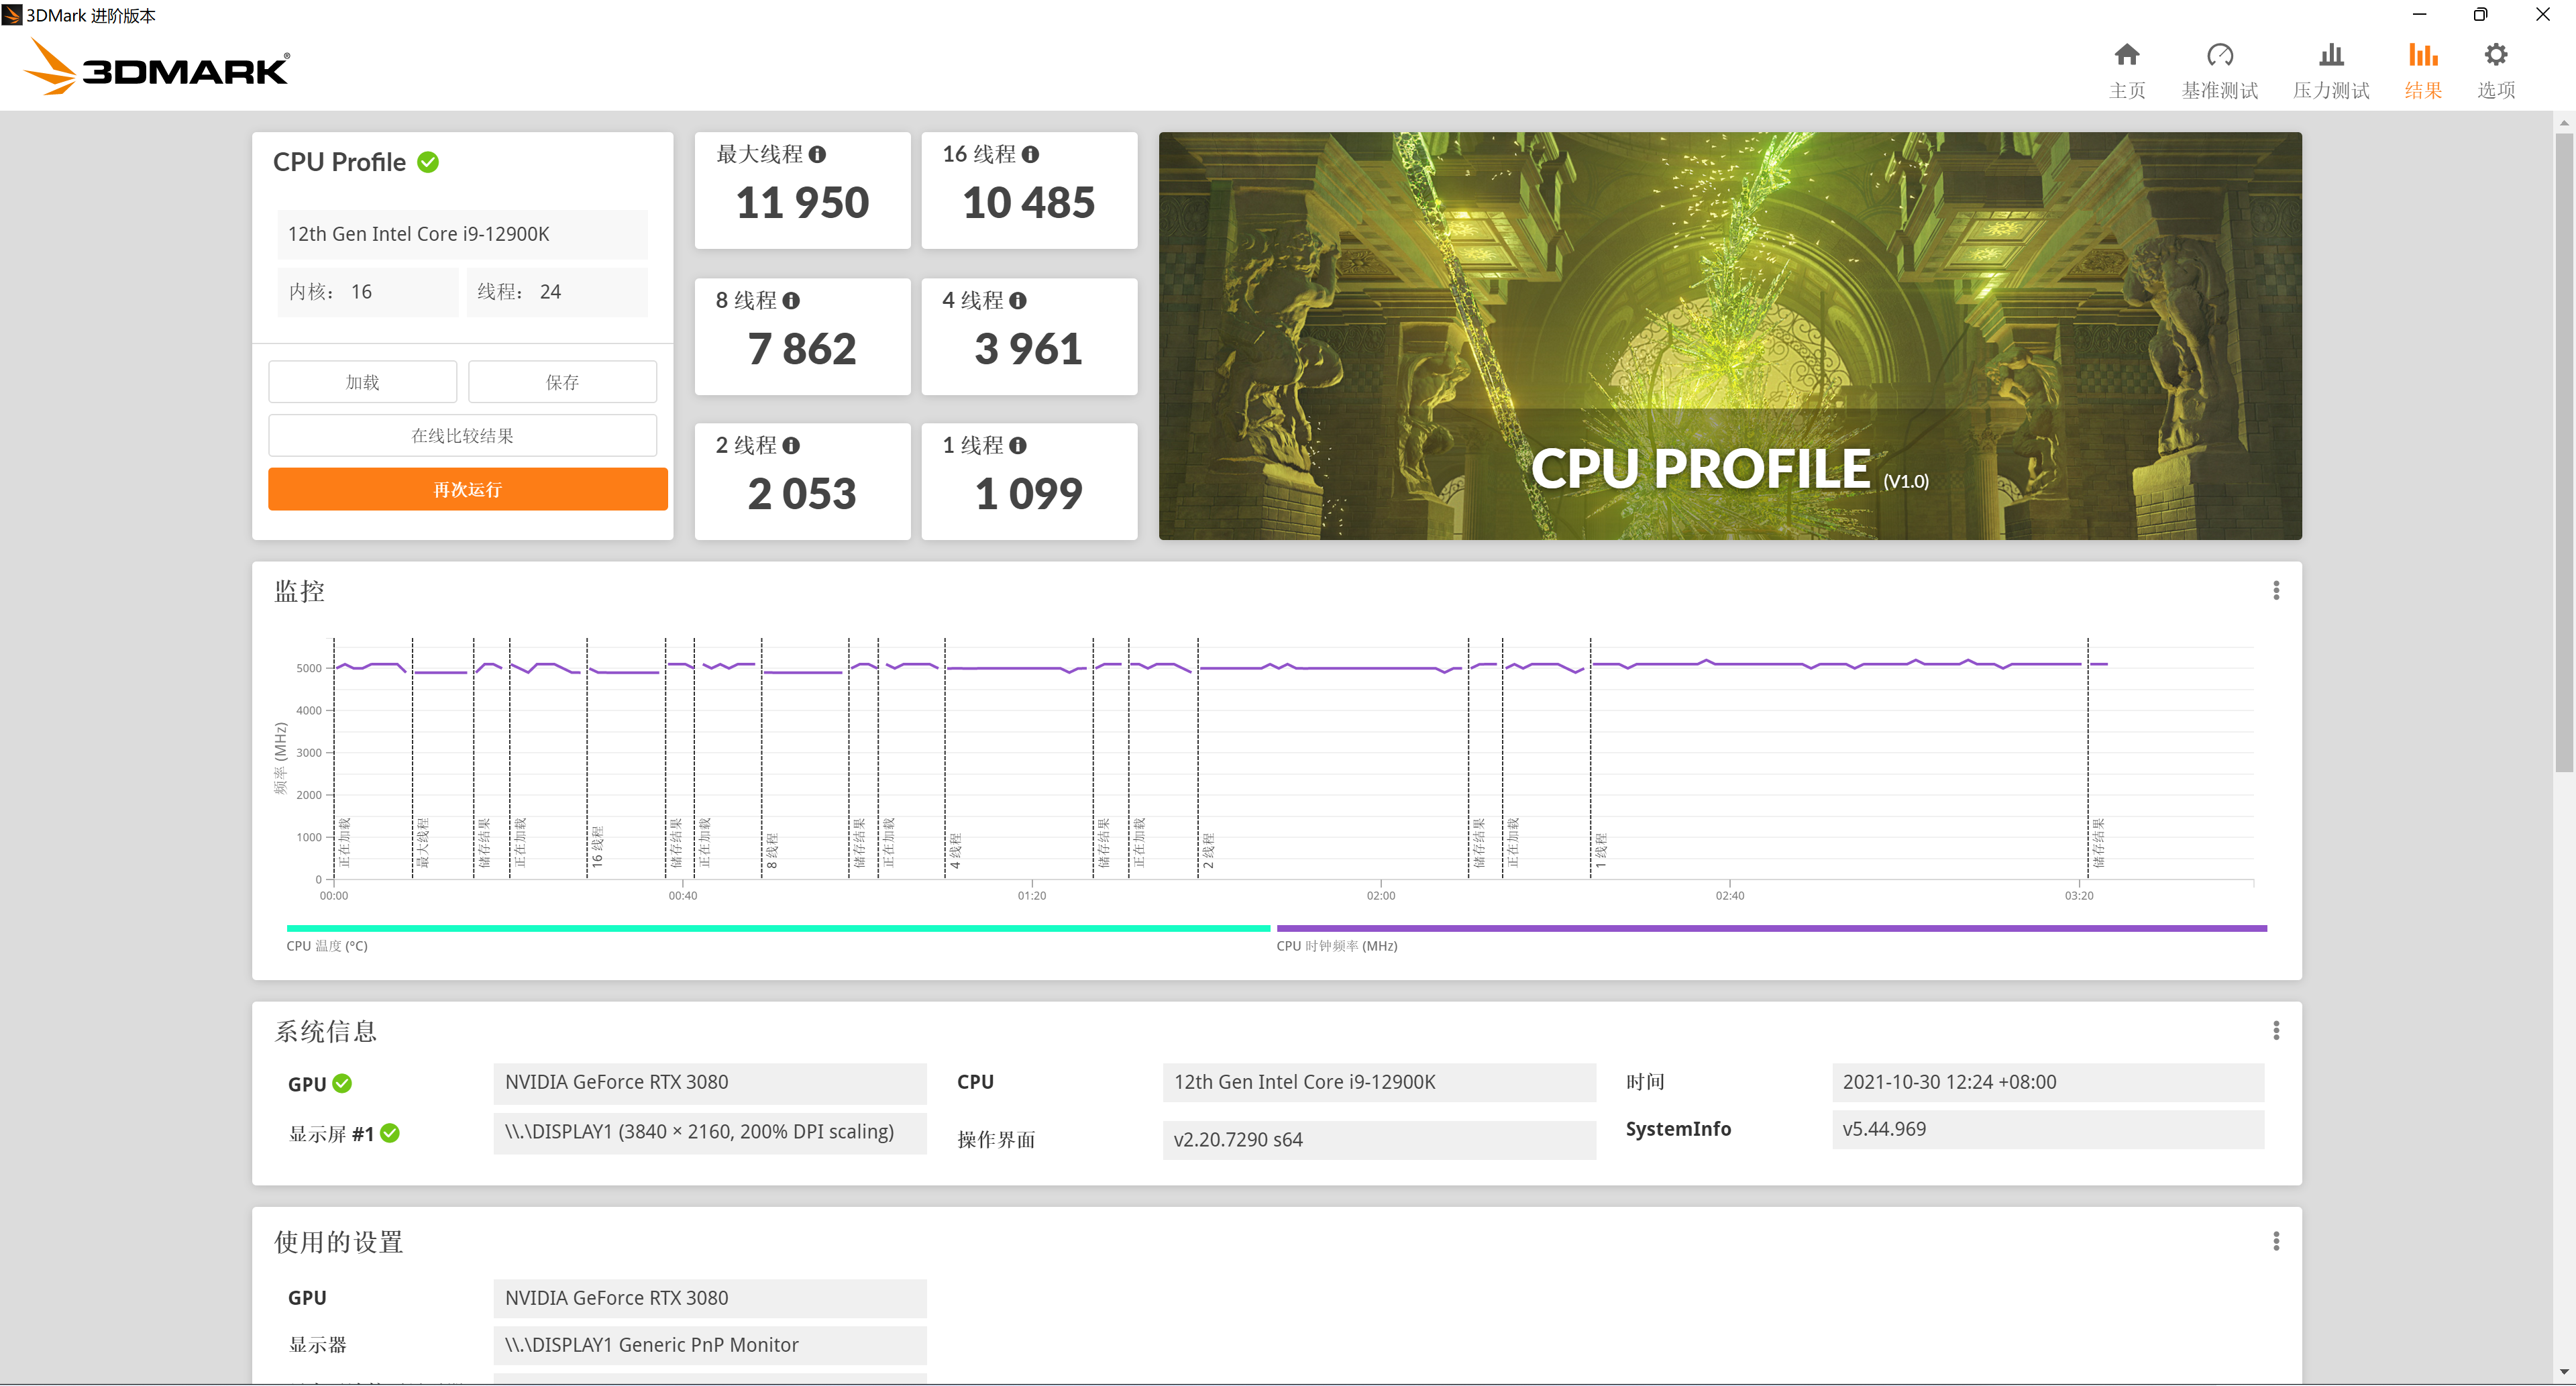 3DMark 进阶版本
3DMARK®
主页 基准测试 压力测试 结果 选项
CPU Profile
12th Gen Intel Core i9-12900K
内核： 16 线程： 24
加载 保存
在线比较结果
再次运行
最大线程 16 线程
11 950 10 485
8 线程 4 线程
7 862 3 961
2 线程 1 线程
2 053 1 099
CPU PROFILE (V1.0)
监控
频率 (MHz)
5000
4000
3000
2000
1000
0
正在加载 最大线程 储存结果 正在加载 16 线程 储存结果 正在加载 8 线程 储存结果 正在加载 4 线程 储存结果 正在加载 2 线程 储存结果 正在加载 1 线程 储存结果
00:00 00:40 01:20 02:00 02:40 03:20
CPU 温度 (°C) CPU 时钟频率 (MHz)
系统信息
GPU NVIDIA GeForce RTX 3080 CPU 12th Gen Intel Core i9-12900K 时间 2021-10-30 12:24 +08:00
显示屏 #1 \\.\DISPLAY1 (3840 × 2160, 200% DPI scaling) 操作界面 v2.20.7290 s64 SystemInfo v5.44.969
使用的设置
GPU NVIDIA GeForce RTX 3080
显示器 \\.\DISPLAY1 Generic PnP Monitor